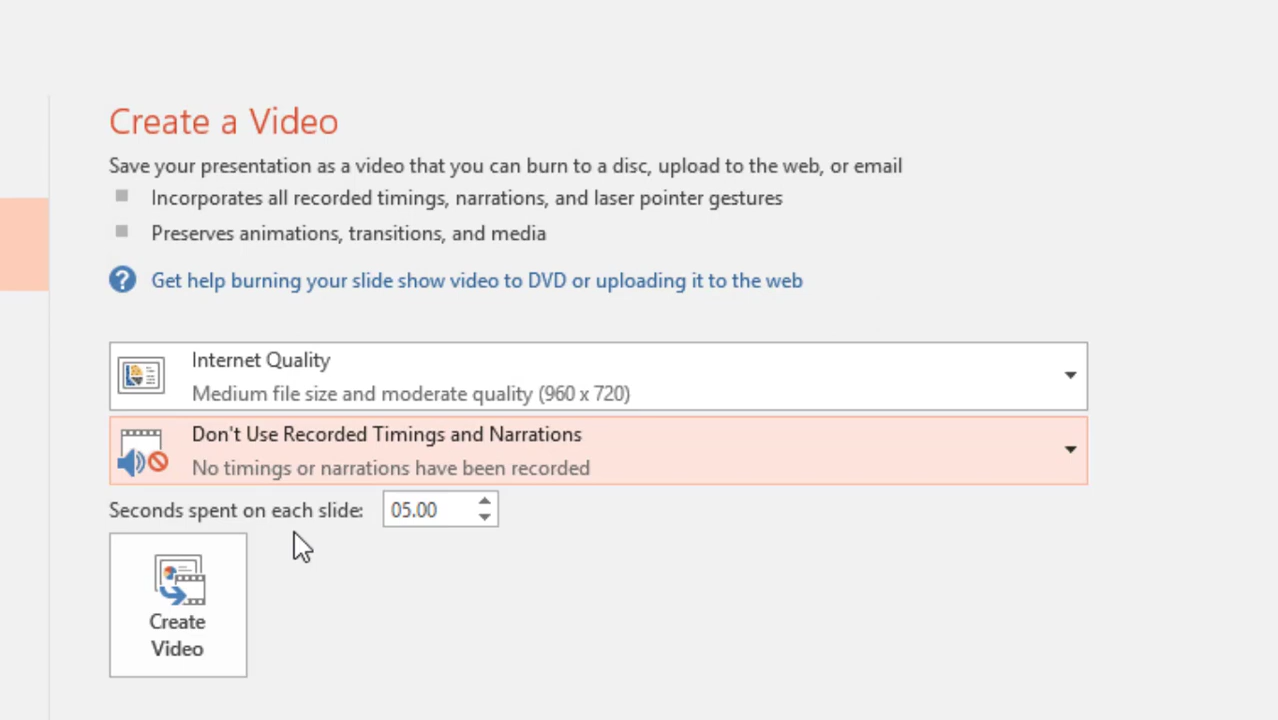 Create a Video
Save your presentation as a video that you can burn to a disc, upload to the web, or email
Incorporates all recorded timings, narrations, and laser pointer gestures
Preserves animations, transitions, and media
? Get help burning your slide show video to DVD or uploading it to the web
Internet Quality
Medium file size and moderate quality (960 x 720)
Don't Use Recorded Timings and Narrations
No timings or narrations have been recorded
Seconds spent on each slide: 05.00
Create
Video